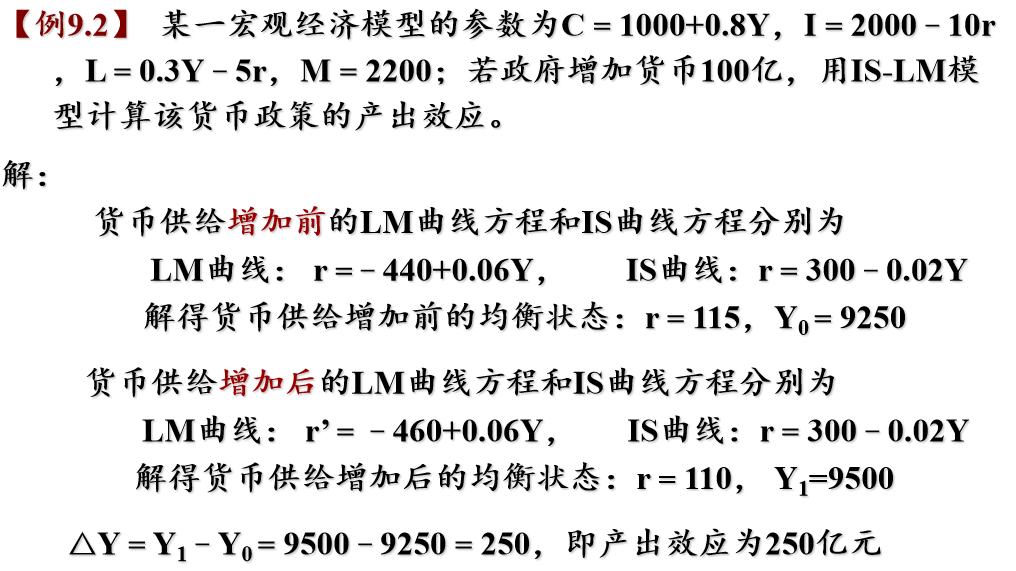 【例9.2】 某一宏观经济模型的参数为C = 1000+0.8Y，I = 2000－10r
，L = 0.3Y－5r，M = 2200；若政府增加货币100亿，用IS-LM模
型计算该货币政策的产出效应。
解：
货币供给增加前的LM曲线方程和IS曲线方程分别为
LM曲线： r =－440+0.06Y， IS曲线：r = 300－0.02Y
解得货币供给增加前的均衡状态：r = 115，Y₀ = 9250
货币供给增加后的LM曲线方程和IS曲线方程分别为
LM曲线： r’ = －460+0.06Y， IS曲线：r = 300－0.02Y
解得货币供给增加后的均衡状态：r = 110， Y₁=9500
△Y = Y₁－Y₀ = 9500－9250 = 250，即产出效应为250亿元